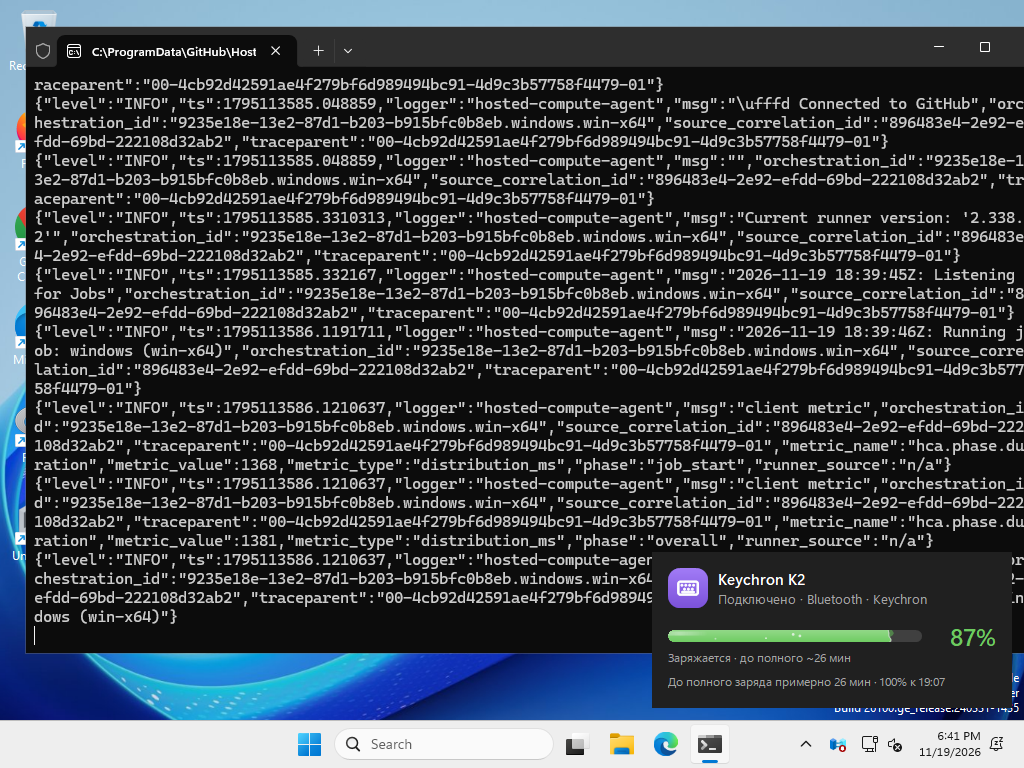 Rec
C:\ProgramData\GitHub\Host
raceparent":"00-4cb92d42591ae4f279bf6d989494bc91-4d9c3b57758f4479-01"}
{"level":"INFO","ts":1795113585.048859,"logger":"hosted-compute-agent","msg":"\ufffd Connected to GitHub","orc
hestration_id":"9235e18e-13e2-87d1-b203-b915bfc0b8eb.windows.win-x64","source_correlation_id":"896483e4-2e92-e
fdd-69bd-222108d32ab2","traceparent":"00-4cb92d42591ae4f279bf6d989494bc91-4d9c3b57758f4479-01"}
{"level":"INFO","ts":1795113585.048859,"logger":"hosted-compute-agent","msg":"","orchestration_id":"9235e18e-1
3e2-87d1-b203-b915bfc0b8eb.windows.win-x64","source_correlation_id":"896483e4-2e92-efdd-69bd-222108d32ab2","tr
aceparent":"00-4cb92d42591ae4f279bf6d989494bc91-4d9c3b57758f4479-01"}
{"level":"INFO","ts":1795113585.3310313,"logger":"hosted-compute-agent","msg":"Current runner version: '2.338.
2'","orchestration_id":"9235e18e-13e2-87d1-b203-b915bfc0b8eb.windows.win-x64","source_correlation_id":"896483e
4-2e92-efdd-69bd-222108d32ab2","traceparent":"00-4cb92d42591ae4f279bf6d989494bc91-4d9c3b57758f4479-01"}
{"level":"INFO","ts":1795113585.332167,"logger":"hosted-compute-agent","msg":"2026-11-19 18:39:45Z: Listening
for Jobs","orchestration_id":"9235e18e-13e2-87d1-b203-b915bfc0b8eb.windows.win-x64","source_correlation_id":"8
96483e4-2e92-efdd-69bd-222108d32ab2","traceparent":"00-4cb92d42591ae4f279bf6d989494bc91-4d9c3b57758f4479-01"}
{"level":"INFO","ts":1795113586.1191711,"logger":"hosted-compute-agent","msg":"2026-11-19 18:39:46Z: Running j
ob: windows (win-x64)","orchestration_id":"9235e18e-13e2-87d1-b203-b915bfc0b8eb.windows.win-x64","source_corre
lation_id":"896483e4-2e92-efdd-69bd-222108d32ab2","traceparent":"00-4cb92d42591ae4f279bf6d989494bc91-4d9c3b577
58f4479-01"}
{"level":"INFO","ts":1795113586.1210637,"logger":"hosted-compute-agent","msg":"client metric","orchestration_i
d":"9235e18e-13e2-87d1-b203-b915bfc0b8eb.windows.win-x64","source_correlation_id":"896483e4-2e92-efdd-69bd-222
108d32ab2","traceparent":"00-4cb92d42591ae4f279bf6d989494bc91-4d9c3b57758f4479-01","metric_name":"hca.phase.du
ration","metric_value":1368,"metric_type":"distribution_ms","phase":"job_start","runner_source":"n/a"}
{"level":"INFO","ts":1795113586.1210637,"logger":"hosted-compute-agent","msg":"client metric","orchestration_i
d":"9235e18e-13e2-87d1-b203-b915bfc0b8eb.windows.win-x64","source_correlation_id":"896483e4-2e92-efdd-69bd-222
108d32ab2","traceparent":"00-4cb92d42591ae4f279bf6d989494bc91-4d9c3b57758f4479-01","metric_name":"hca.phase.du
ration","metric_value":1381,"metric_type":"distribution_ms","phase":"overall","runner_source":"n/a"}
{"level":"INFO","ts":1795113586.1210637,"logger":"hosted-compute-agen
chestration_id":"9235e18e-13e2-87d1-b203-b915bfc0b8eb.windows.win-x64
efdd-69bd-222108d32ab2","traceparent":"00-4cb92d42591ae4f279bf6d98949
dows (win-x64)"}
Keychron K2
Подключено · Bluetooth · Keychron
87%
Заряжается · до полного ~26 мин
До полного заряда примерно 26 мин · 100% к 19:07
Search
6:41 PM
11/19/2026